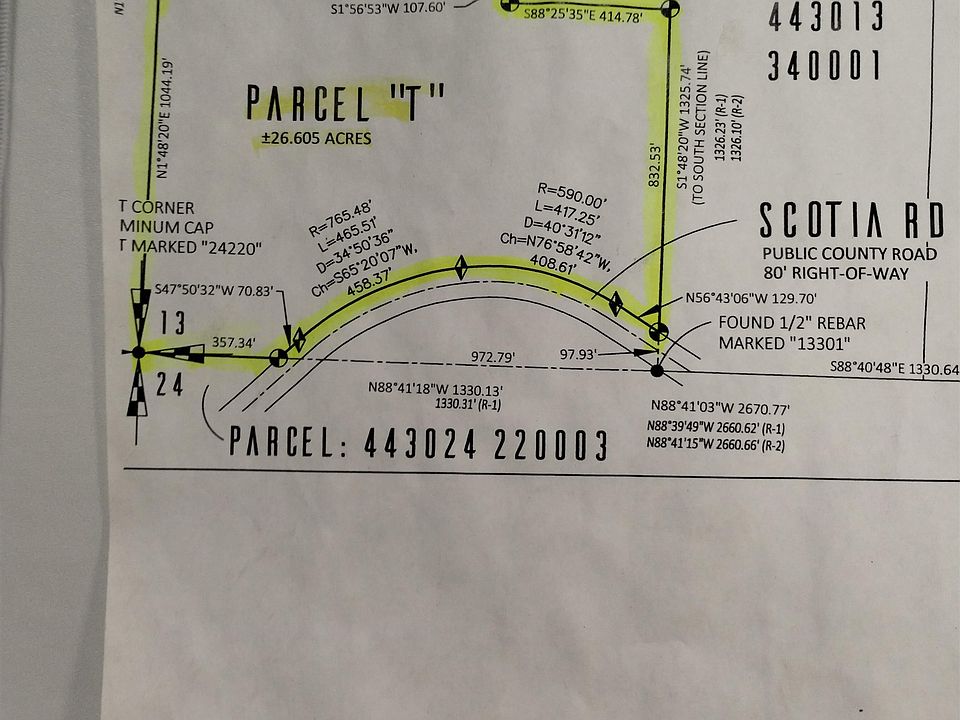 S1°56'53"W 107.60'
S88°25'35"E 414.78'
443013
340001
N1°48'20"E 1044.19'
PARCEL "T"
±26.605 ACRES
832.53'
S1°48'20"W 1325.74'
(TO SOUTH SECTION LINE)
1326.23' (R-1)
1326.10' (R-2)
T CORNER
MINUM CAP
T MARKED "24220"
R=765.48'
L=465.51'
D=34°50'36"
Ch=S65°20'07"W,
458.37'
R=590.00'
L=417.25'
D=40°31'12"
Ch=N76°58'42"W,
408.61'
SCOTIA RD
PUBLIC COUNTY ROAD
80' RIGHT-OF-WAY
S47°50'32"W 70.83'
N56°43'06"W 129.70'
13
FOUND 1/2" REBAR
MARKED "13301"
357.34'
972.79'
97.93'
S88°40'48"E 1330.64
24
N88°41'18"W 1330.13'
1330.31' (R-1)
N88°41'03"W 2670.77'
N88°39'49"W 2660.62' (R-1)
N88°41'15"W 2660.66' (R-2)
PARCEL: 443024 220003